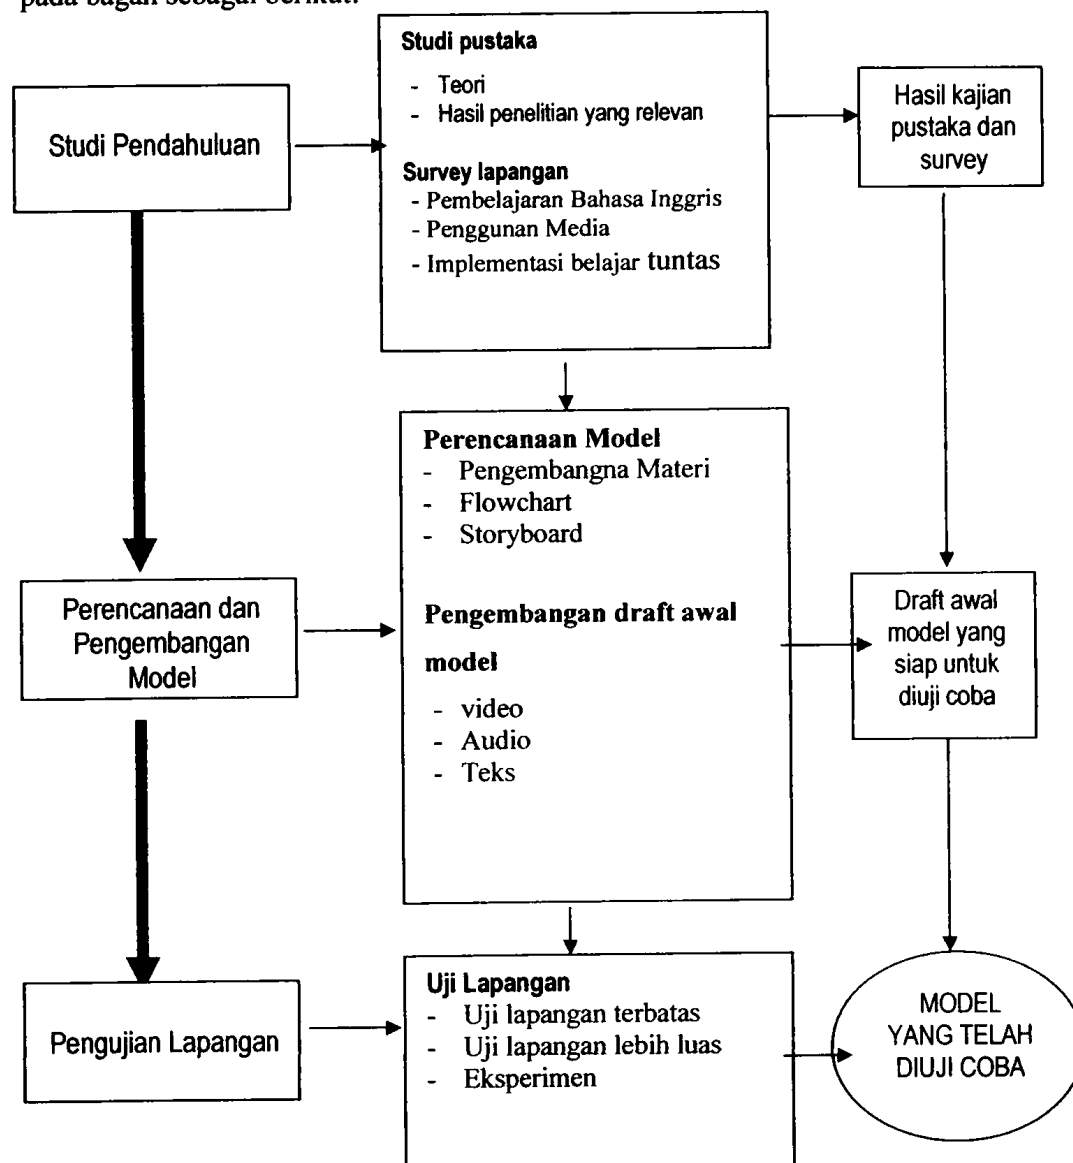 pada bagan sebagai berikut.
Studi pustaka
- Teori
- Hasil penelitian yang relevan
Survey lapangan
- Pembelajaran Bahasa Inggris
- Penggunan Media
- Implementasi belajar tuntas
Studi Pendahuluan
Hasil kajian
pustaka dan
survey
Perencanaan Model
- Pengembangna Materi
- Flowchart
- Storyboard
Pengembangan draft awal
model
- video
- Audio
- Teks
Perencanaan dan
Pengembangan
Model
Draft awal
model yang
siap untuk
diuji coba
Uji Lapangan
- Uji lapangan terbatas
- Uji lapangan lebih luas
- Eksperimen
Pengujian Lapangan
MODEL
YANG TELAH
DIUJI COBA